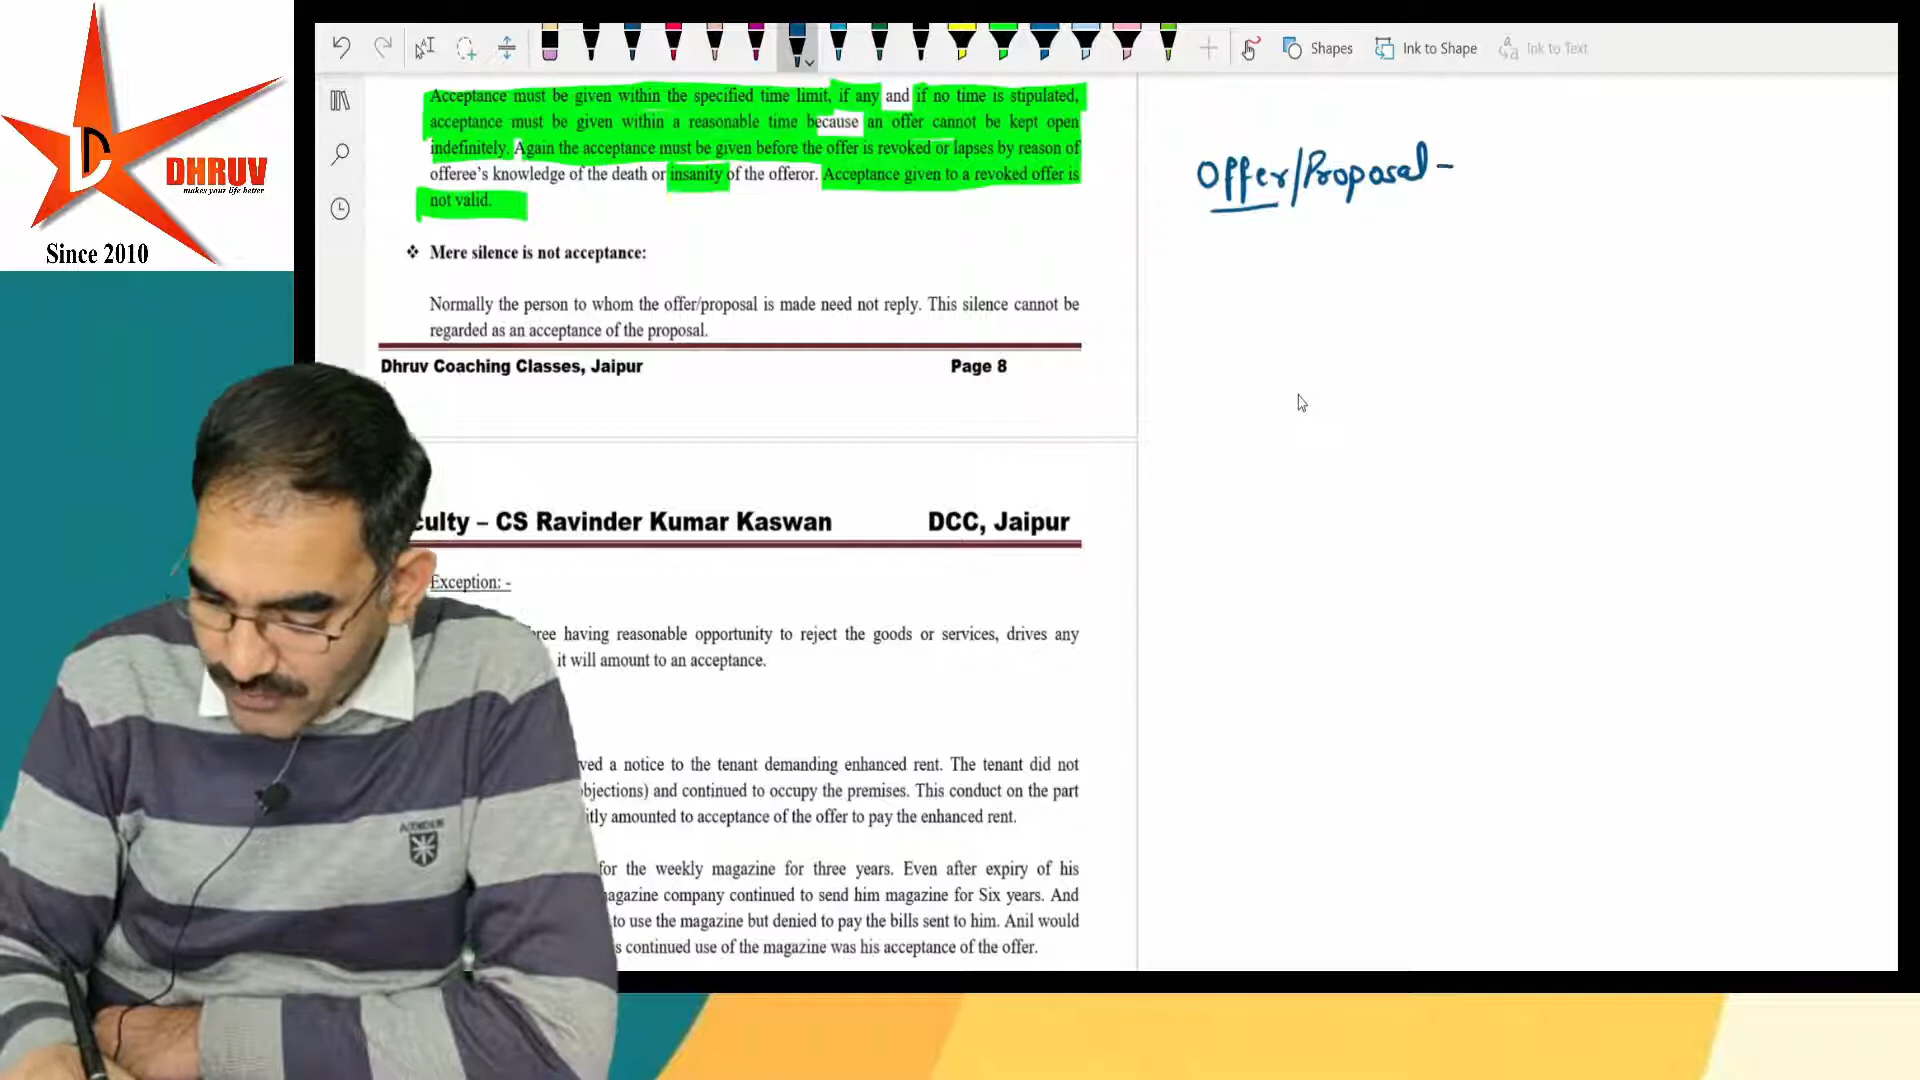 DHRUV
makes your life better
Since 2010
Shapes
Ink to Shape
Ink to Text
Acceptance must be given within the specified time limit, if any and if no time is stipulated,
acceptance must be given within a reasonable time because an offer cannot be kept open
indefinitely. Again the acceptance must be given before the offer is revoked or lapses by reason of
offeree's knowledge of the death or insanity of the offeror. Acceptance given to a revoked offer is
not valid.
❖ Mere silence is not acceptance:
Normally the person to whom the offer/proposal is made need not reply. This silence cannot be
regarded as an acceptance of the proposal.
Dhruv Coaching Classes, Jaipur Page 8
culty – CS Ravinder Kumar Kaswan DCC, Jaipur
Exception: -
having reasonable opportunity to reject the goods or services, drives any
it will amount to an acceptance.
ved a notice to the tenant demanding enhanced rent. The tenant did not
bjections) and continued to occupy the premises. This conduct on the part
itly amounted to acceptance of the offer to pay the enhanced rent.
for the weekly magazine for three years. Even after expiry of his
agazine company continued to send him magazine for Six years. And
to use the magazine but denied to pay the bills sent to him. Anil would
s continued use of the magazine was his acceptance of the offer.
Offer/Proposal -